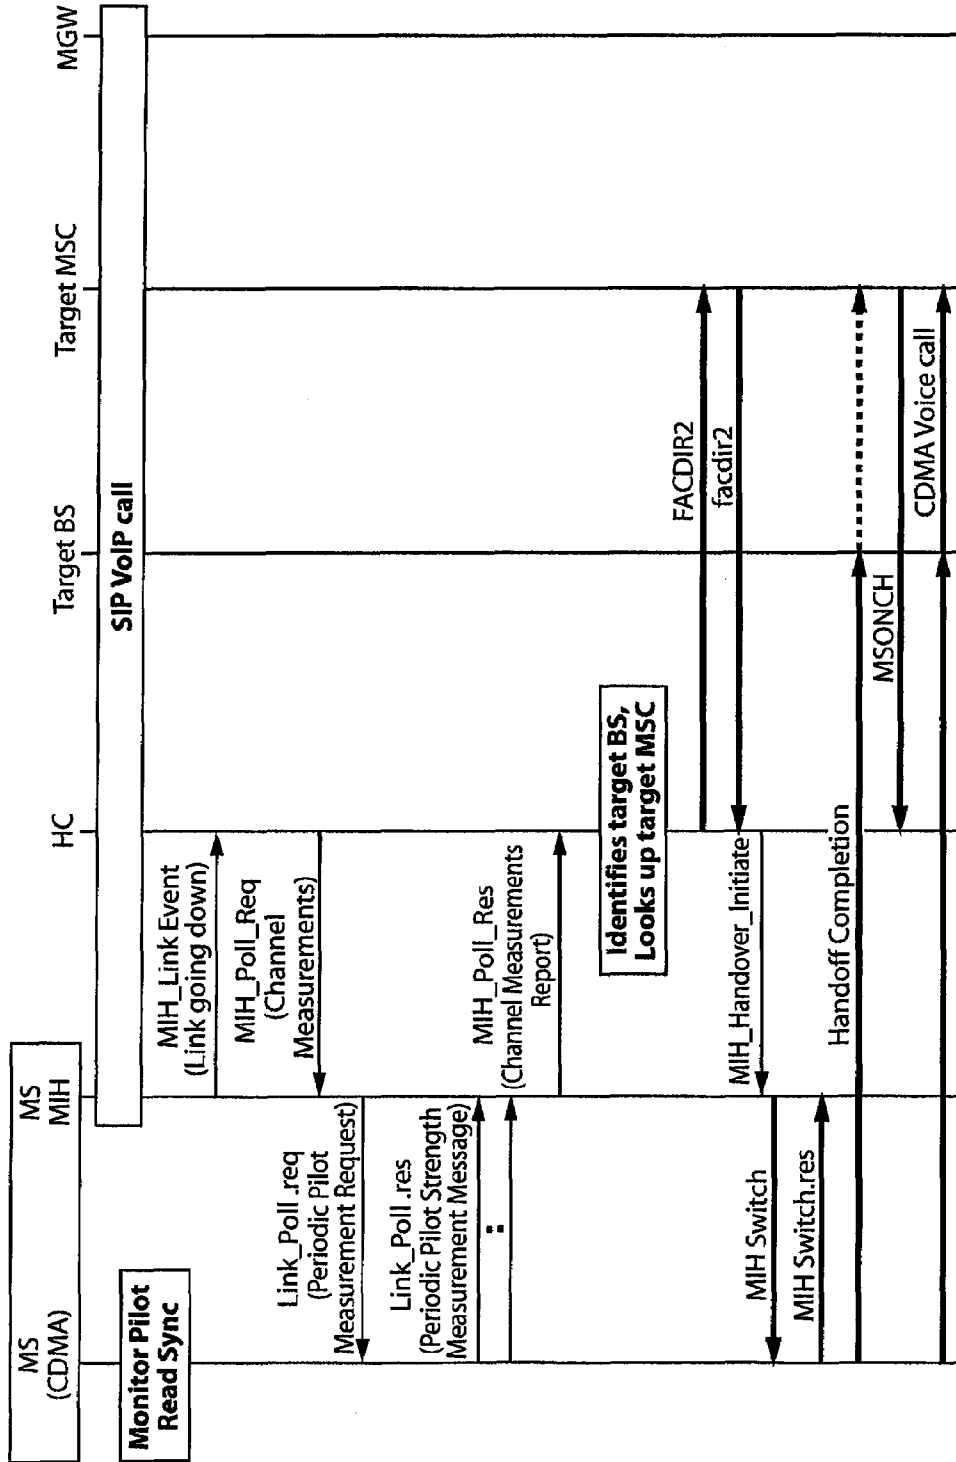 MS
(CDMA)
MS
MIH
HC
Target BS
Target MSC
MGW
Monitor Pilot
Read Sync
SIP VoIP call
MIH_Link Event
(Link going down)
MIH_Poll_Req
(Channel
Measurements)
Link_Poll .req
(Periodic Pilot
Measurement Request)
Link_Poll .res
(Periodic Pilot Strength
Measurement Message)
MIH_Poll_Res
(Channel Measurements
Report)
Identifies target BS,
Looks up target MSC
FACDIR2
facdir2
MIH_Handover_Initiate
MIH Switch
MIH Switch.res
Handoff Completion
MSONCH
CDMA Voice call